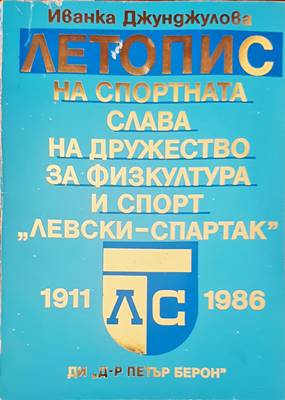 Иванка Джунджулова
ЛЕТОПИС
НА СПОРТНАТА
СЛАВА
НА ДРУЖЕСТВО
ЗА ФИЗКУЛТУРА
И СПОРТ
„ЛЕВСКИ–СПАРТАК”
1911 ЛС 1986
ДИ „Д-Р ПЕТЪР БЕРОН”